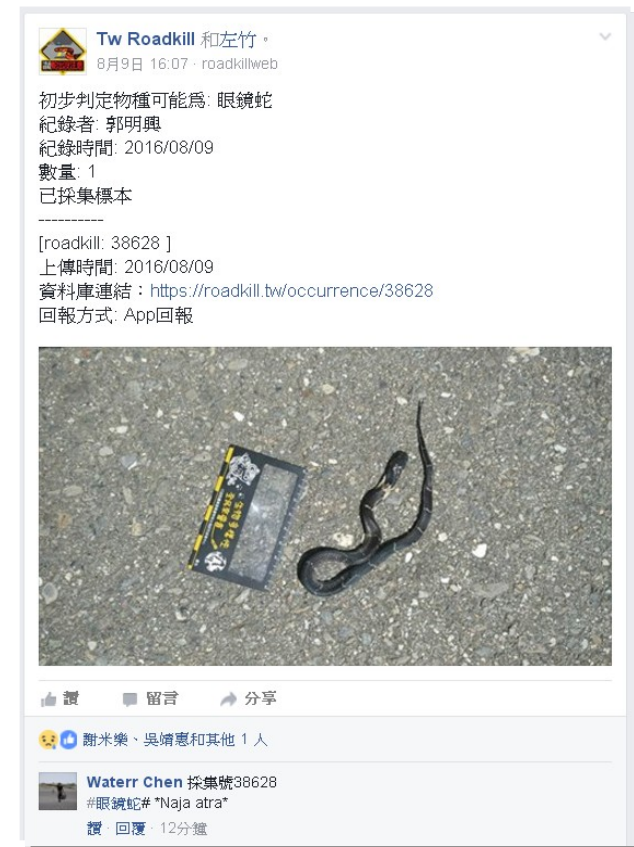 Tw Roadkill 和左竹。
8月9日 16:07 · roadkillweb
初步判定物種可能為: 眼鏡蛇
紀錄者: 郭明興
紀錄時間: 2016/08/09
數量: 1
已採集標本
----------
[roadkill: 38628 ]
上傳時間: 2016/08/09
資料庫連結：https://roadkill.tw/occurrence/38628
回報方式: App回報
讚 留言 分享
謝米樂、吳婧惠和其他 1 人
Waterr Chen 採集號38628
#眼鏡蛇# *Naja atra*
讚 · 回覆 · 12分鐘